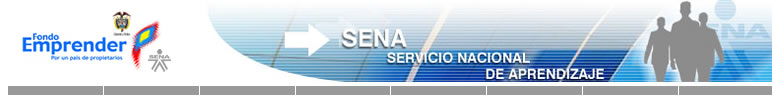 Fondo
Emprender
Por un país de propietarios
SENA
SENA
SERVICIO NACIONAL
DE APRENDIZAJE
SENA